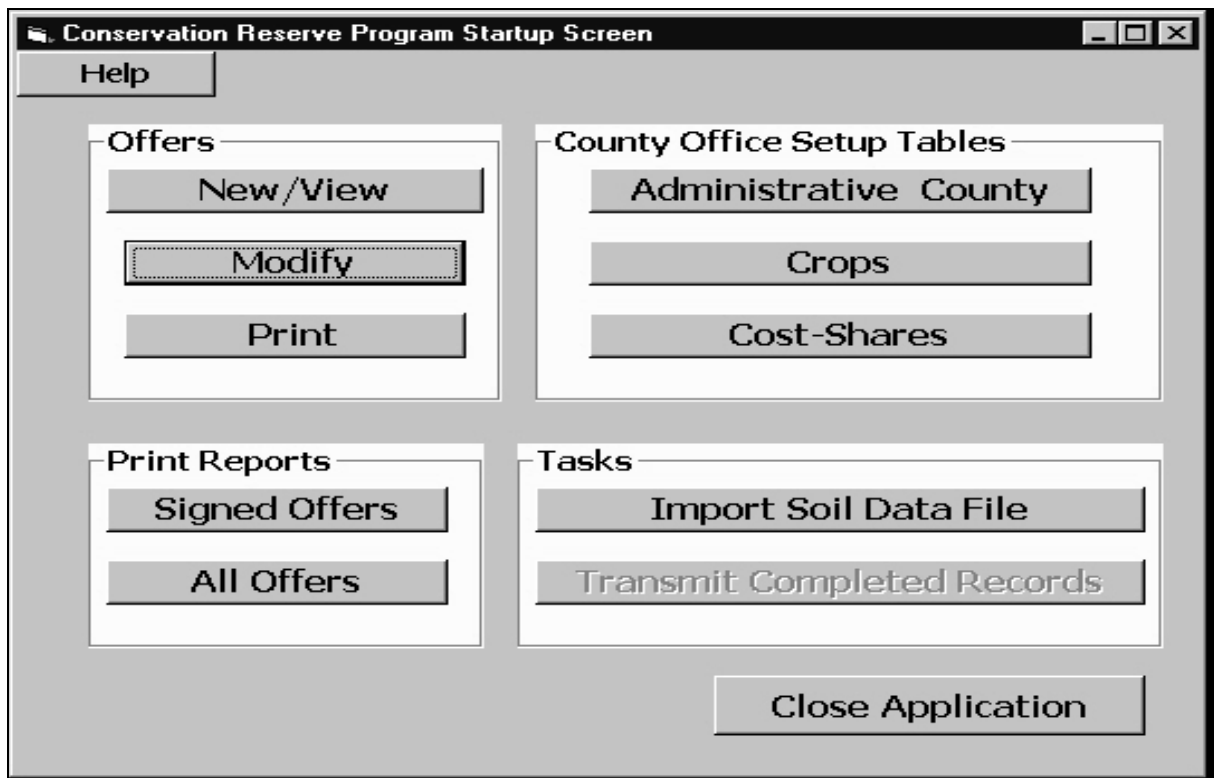 Conservation Reserve Program Startup Screen
Help
Offers
New/View
Modify
Print
County Office Setup Tables
Administrative County
Crops
Cost-Shares
Print Reports
Signed Offers
All Offers
Tasks
Import Soil Data File
Transmit Completed Records
Close Application